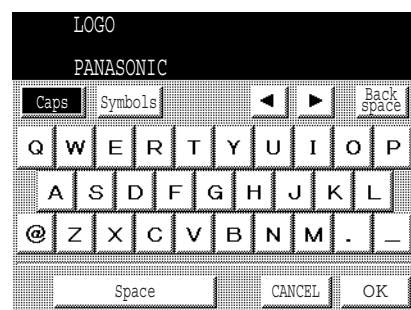 LOGO
PANASONIC
Caps Symbols ◄ ► Back space
Q W E R T Y U I O P
A S D F G H J K L
@ Z X C V B N M . _
Space CANCEL OK